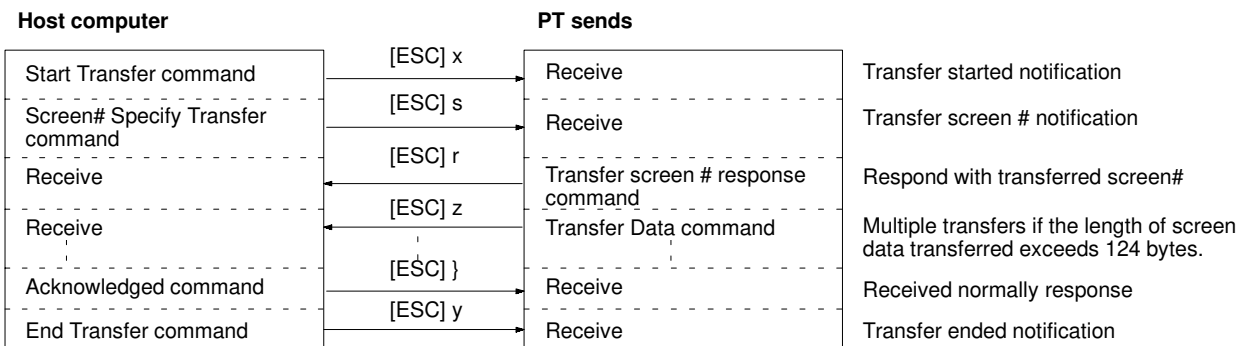 Host computer PT sends
Start Transfer command [ESC] x Receive Transfer started notification
Screen# Specify Transfer
command [ESC] s Receive Transfer screen # notification
Receive [ESC] r Transfer screen # response
command Respond with transferred screen#
Receive [ESC] z Transfer Data command Multiple transfers if the length of screen
data transferred exceeds 124 bytes.
Acknowledged command [ESC] } Receive Received normally response
End Transfer command [ESC] y Receive Transfer ended notification